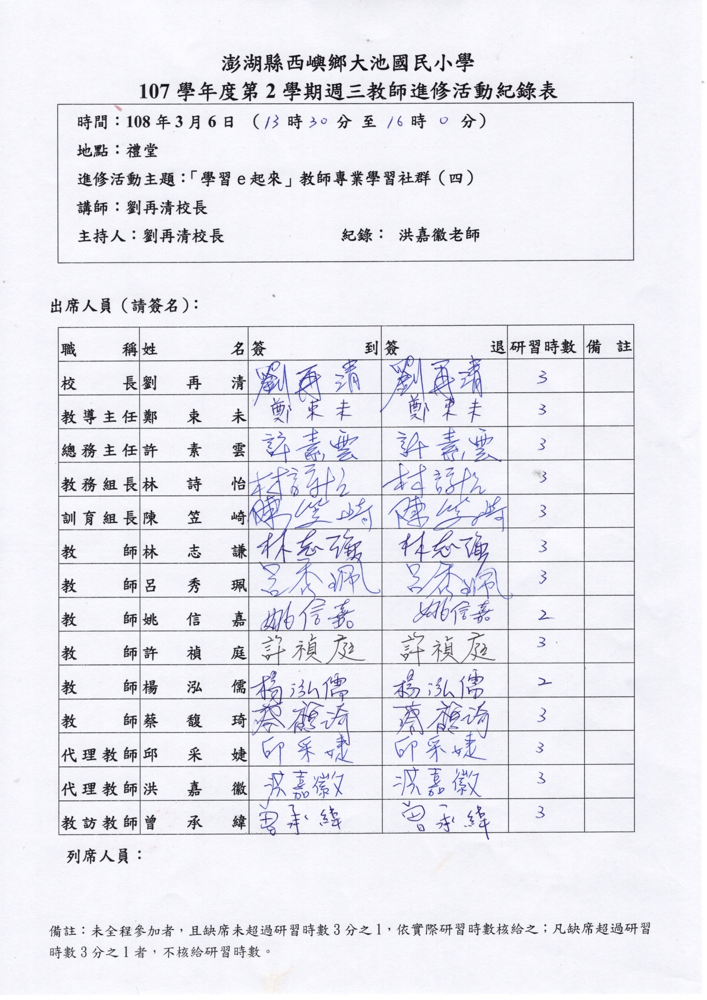 澎湖縣西嶼鄉大池國民小學
107 學年度第 2 學期週三教師進修活動紀錄表
時間：108 年 3 月 6 日 （13 時 30 分 至 16 時 0 分）
地點：禮堂
進修活動主題：「學習 e 起來」教師專業學習社群（四）
講師：劉再清校長
主持人：劉再清校長 紀錄： 洪嘉徽老師
出席人員（請簽名）：
職稱 姓名 簽到 簽退 研習時數 備註
校長 劉再清 劉再清 劉再清 3
教導主任 鄭束未 鄭束未 鄭束未 3
總務主任 許素雲 許素雲 許素雲 3
教務組長 林詩怡 林詩怡 林詩怡 3
訓育組長 陳笠崎 陳笠崎 陳笠崎 3
教師 林志謙 林志謙 林志謙 3
教師 呂秀珮 呂秀珮 呂秀珮 3
教師 姚信嘉 姚信嘉 姚信嘉 2
教師 許禎庭 許禎庭 許禎庭 3
教師 楊泓儒 楊泓儒 楊泓儒 2
教師 蔡馥琦 蔡馥琦 蔡馥琦 3
代理教師 邱采婕 邱采婕 邱采婕 3
代理教師 洪嘉徽 洪嘉徽 洪嘉徽 3
教訪教師 曾承緯 曾承緯 曾承緯 3
列席人員：
備註：未全程參加者，且缺席未超過研習時數 3 分之 1，依實際研習時數核給之；凡缺席超過研習
時數 3 分之 1 者，不核給研習時數。